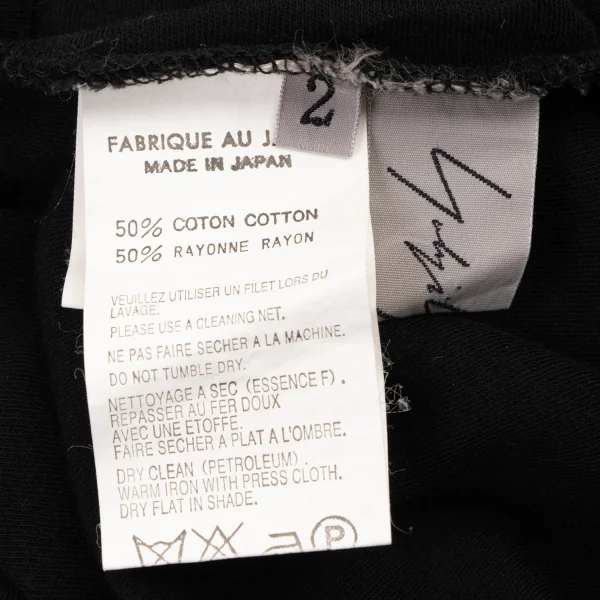 2
FABRIQUE AU J
MADE IN JAPAN
50% COTON COTTON
50% RAYONNE RAYON
VEUILLEZ UTILISER UN FILET LORS DU
LAVAGE.
PLEASE USE A CLEANING NET.
NE PAS FAIRE SECHER A LA MACHINE.
DO NOT TUMBLE DRY.
NETTOYAGE A SEC (ESSENCE F).
REPASSER AU FER DOUX
AVEC UNE ETOFFE.
FAIRE SECHER A PLAT A L'OMBRE.
DRY CLEAN (PETROLEUM).
WARM IRON WITH PRESS CLOTH.
DRY FLAT IN SHADE.
P